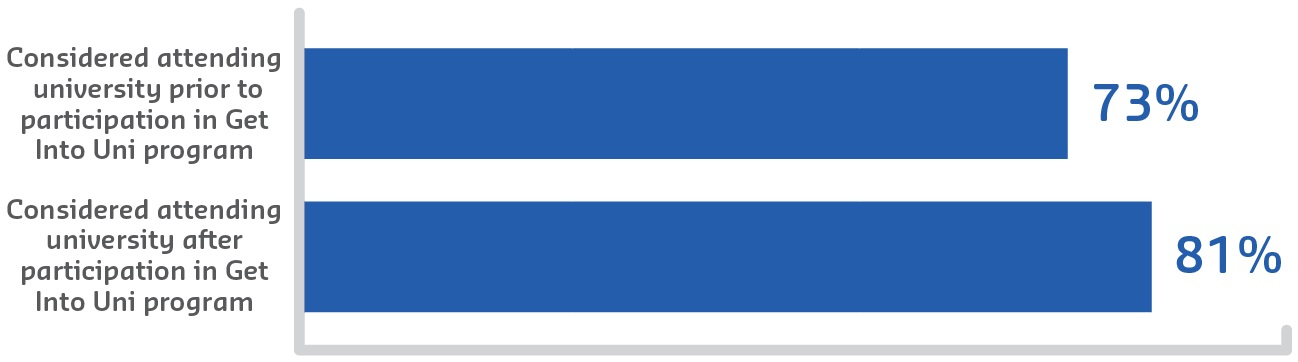 Considered attending
university prior to
participation in Get
Into Uni program
73%
Considered attending
university after
participation in Get
Into Uni program
81%